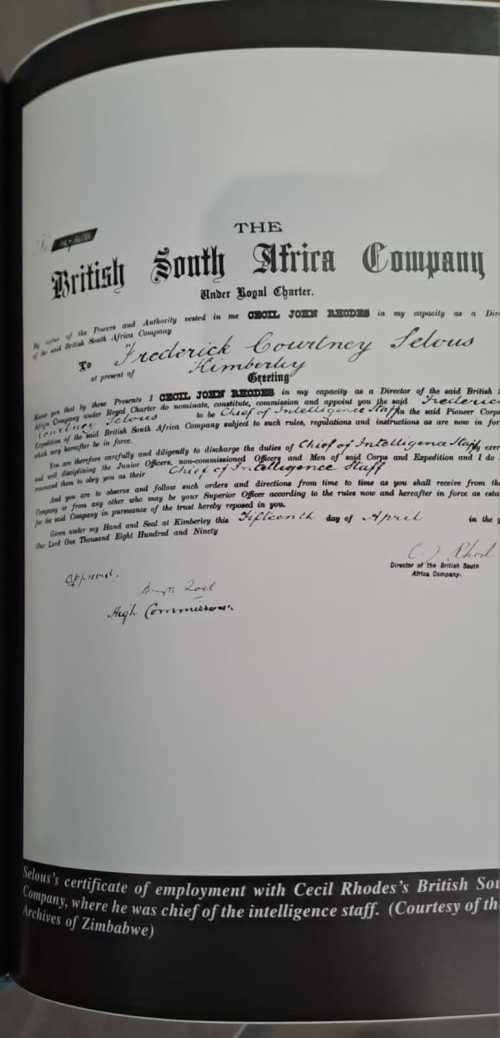 THE
British South Africa Company
Under Royal Charter.
By virtue of the Powers and Authority vested in me CECIL JOHN RHODES in my capacity as a Dire
of the said British South Africa Company
To Frederick Courtney Selous
at present of Kimberley
Greeting
Know you that by these Presents I CECIL JOHN RHODES in my capacity as Director of the said British
Africa Company under Royal Charter do nominate, constitute, commission and appoint you the said Frederick
Courtney Selous to be Chief of Intelligence Staff in the said Pioneer Corps
Expedition of the said British South Africa Company subject to such rules, regulations and instructions as are now in for
which may hereafter be in force.
You are therefore carefully and diligently to discharge the duties of Chief of Intelligence Staff by exer
and well disciplining the Junior Officers, non-commissioned Officers and Men of said Corps and Expedition and I do
command them to obey you as their Chief of Intelligence Staff
And you are to observe and follow such orders and directions from time to time as you shall receive from the
Company or from any other who may be your Superior Officer according to the rules now and hereafter in force as esta
for the said Company in pursuance of the trust hereby reposed in you.
Given under my Hand and Seal at Kimberley this Fifteenth day of April in the
Our Lord One Thousand Eight Hundred and Ninety
C J Rhod
Director of the British South
Africa Company.
Approved.
High Commissioner.
Selous's certificate of employment with Cecil Rhodes's British Sou
Company, where he was chief of the intelligence staff. (Courtesy of th
Archives of Zimbabwe)